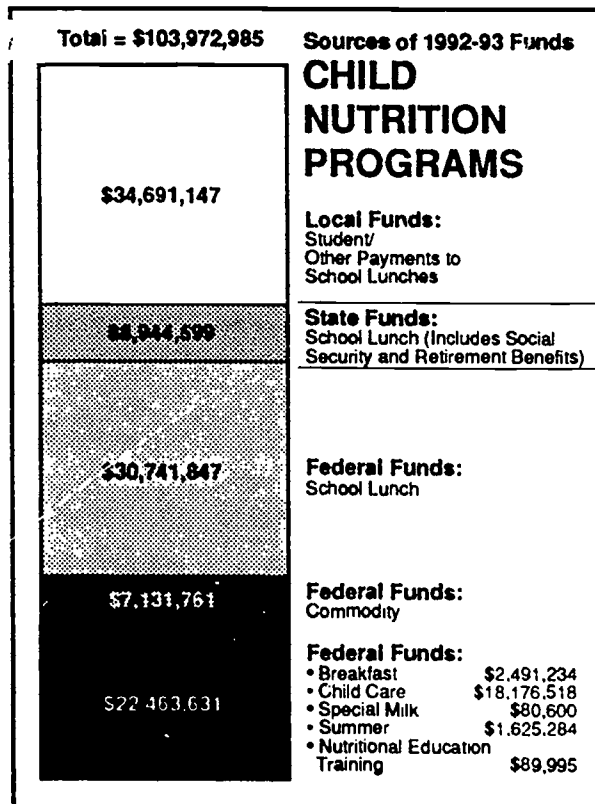 Total = $103,972,985
Sources of 1992-93 Funds
CHILD
NUTRITION
PROGRAMS
$34,691,147
Local Funds:
Student/
Other Payments to
School Lunches
$8,944,599
State Funds:
School Lunch (Includes Social
Security and Retirement Benefits)
$30,741,847
Federal Funds:
School Lunch
$7,131,761
Federal Funds:
Commodity
$22,463,631
Federal Funds:
• Breakfast $2,491,234
• Child Care $18,176,518
• Special Milk $80,600
• Summer $1,625,284
• Nutritional Education
Training $89,995